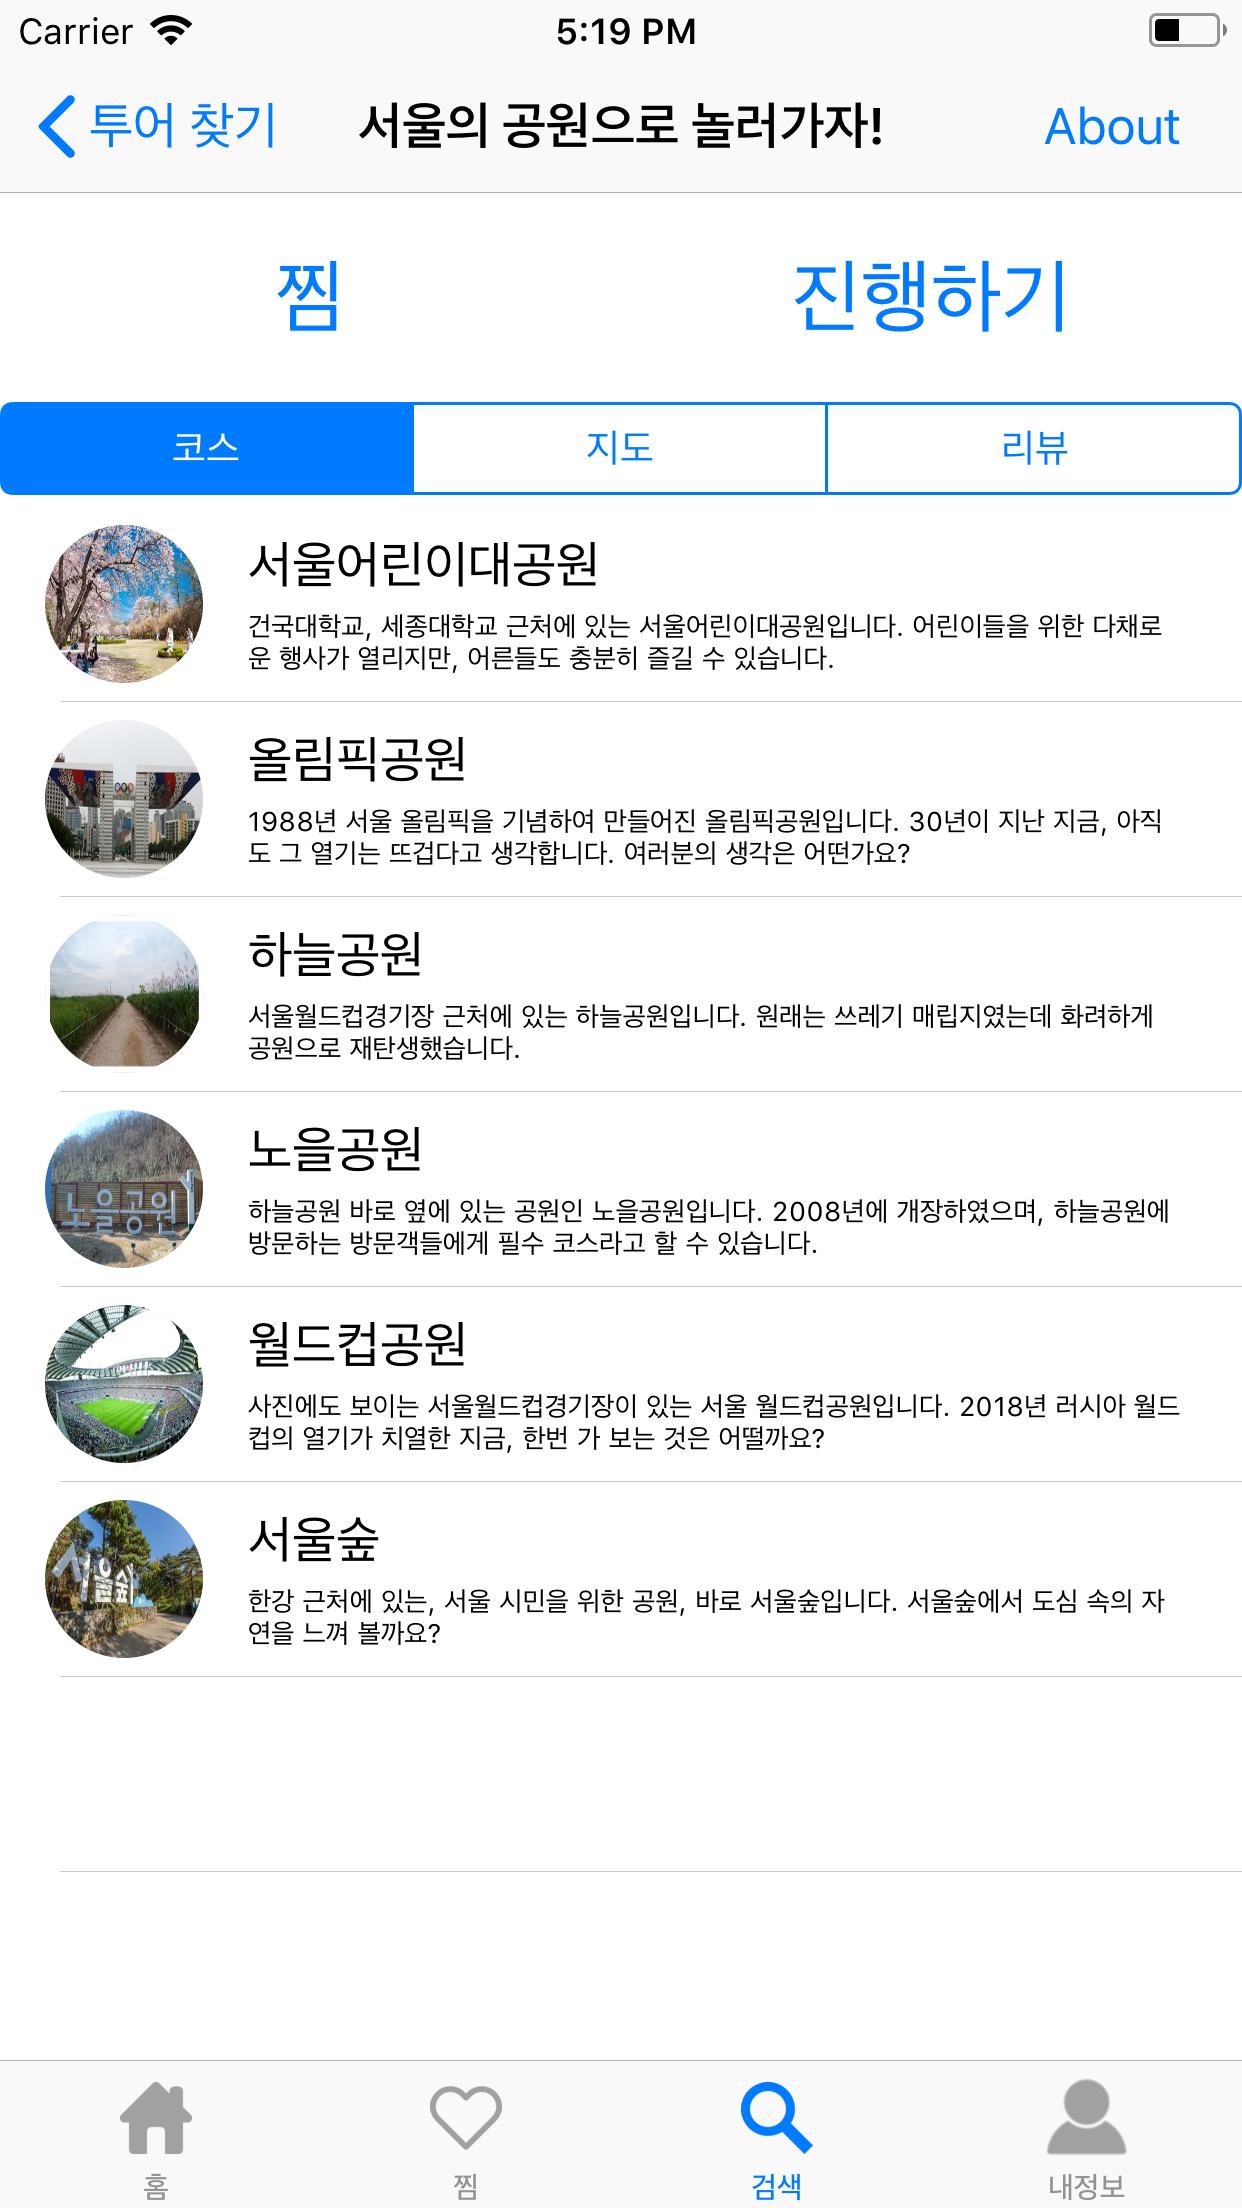 Carrier 5:19 PM
투어 찾기 서울의 공원으로 놀러가자! About
찜 진행하기
코스 지도 리뷰
서울어린이대공원
건국대학교, 세종대학교 근처에 있는 서울어린이대공원입니다. 어린이들을 위한 다채로
운 행사가 열리지만, 어른들도 충분히 즐길 수 있습니다.
올림픽공원
1988년 서울 올림픽을 기념하여 만들어진 올림픽공원입니다. 30년이 지난 지금, 아직
도 그 열기는 뜨겁다고 생각합니다. 여러분의 생각은 어떤가요?
하늘공원
서울월드컵경기장 근처에 있는 하늘공원입니다. 원래는 쓰레기 매립지였는데 화려하게
공원으로 재탄생했습니다.
노을공원
노을공원
하늘공원 바로 옆에 있는 공원인 노을공원입니다. 2008년에 개장하였으며, 하늘공원에
방문하는 방문객들에게 필수 코스라고 할 수 있습니다.
월드컵공원
사진에도 보이는 서울월드컵경기장이 있는 서울 월드컵공원입니다. 2018년 러시아 월드
컵의 열기가 치열한 지금, 한번 가 보는 것은 어떨까요?
서울숲
서울숲
한강 근처에 있는, 서울 시민을 위한 공원, 바로 서울숲입니다. 서울숲에서 도심 속의 자
연을 느껴 볼까요?
홈 찜 검색 내정보